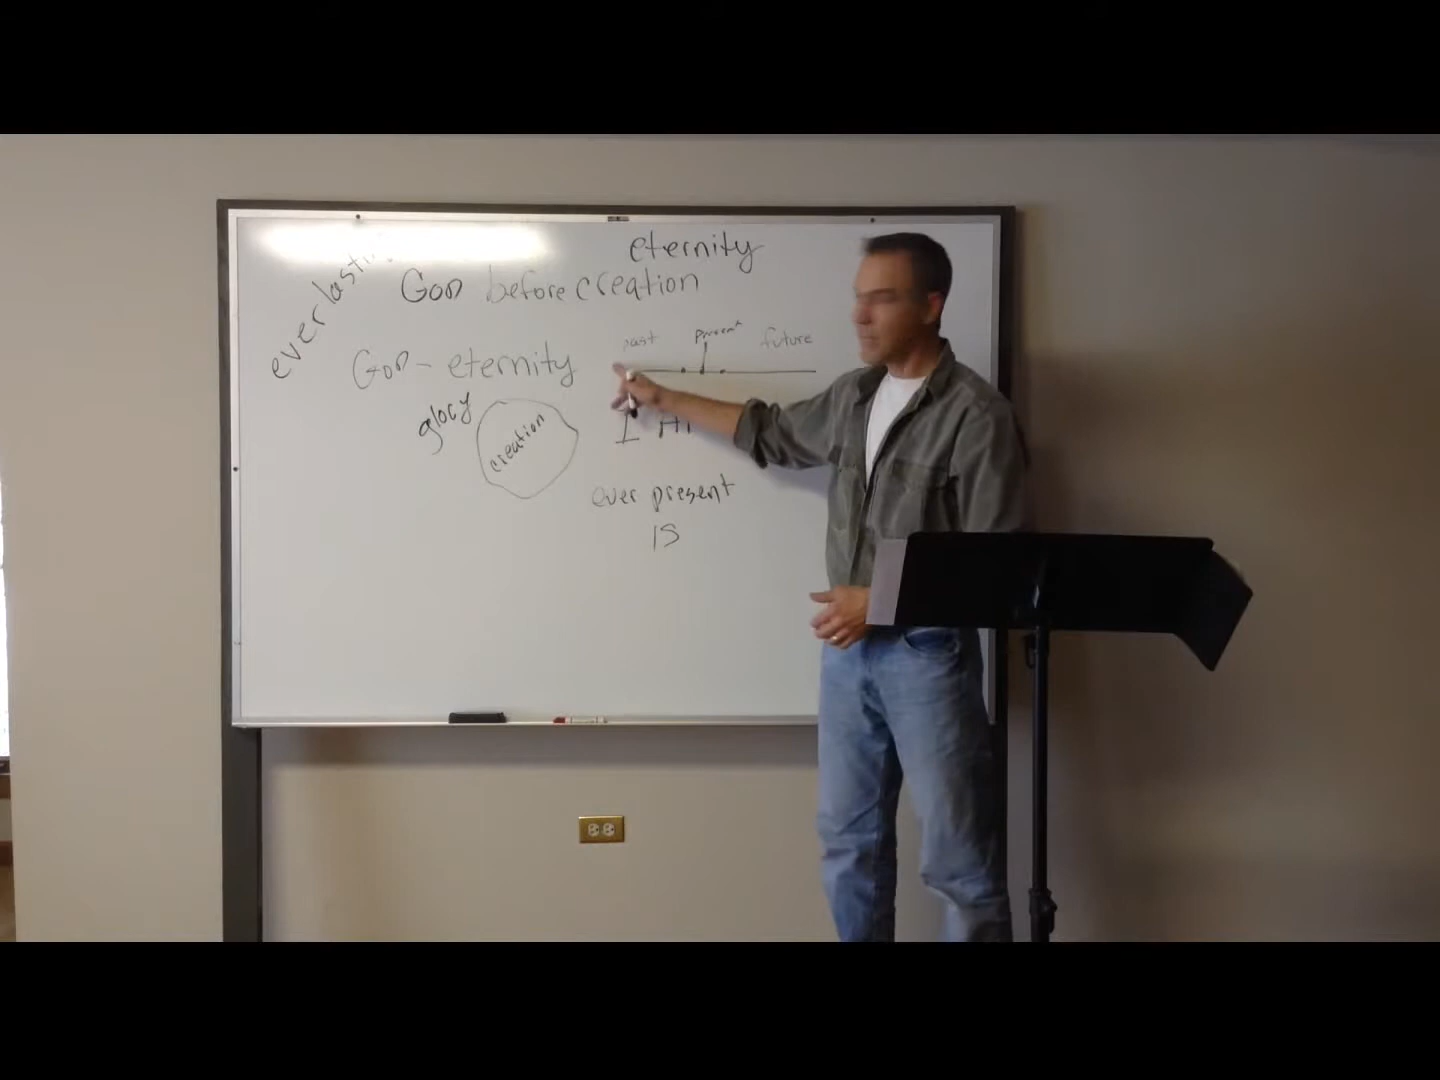 eternity
God before creation
past present future
God - eternity
glory
creation
I
ever present
IS